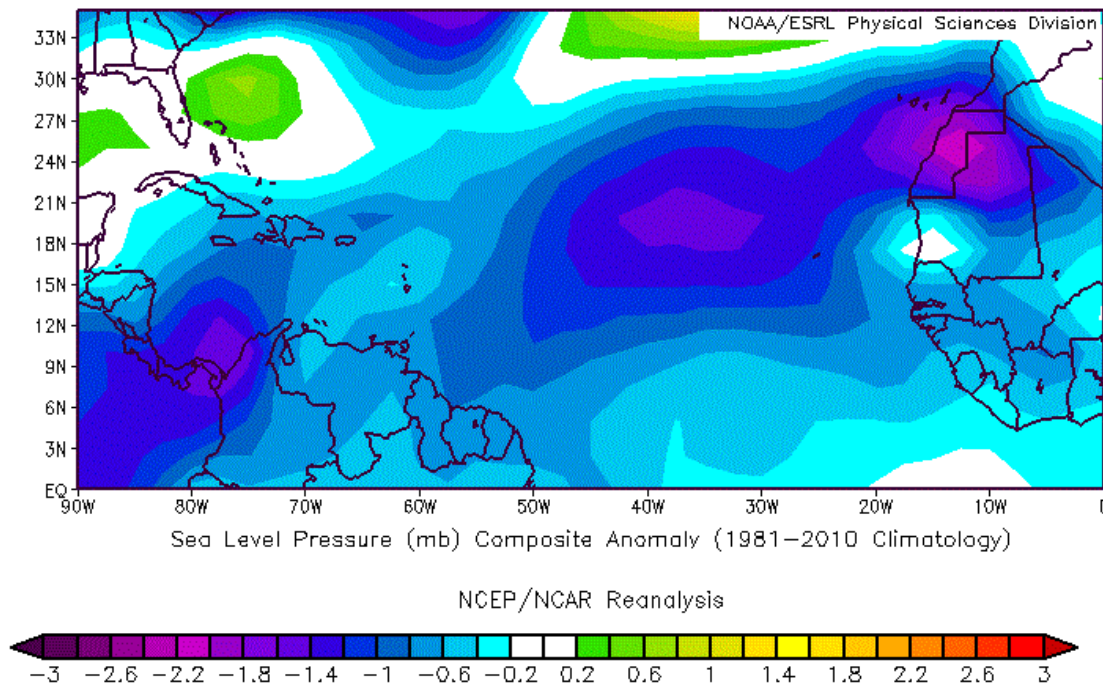 NOAA/ESRL Physical Sciences Division
33N
30N
27N
24N
21N
18N
15N
12N
9N
6N
3N
EQ
90W 80W 70W 60W 50W 40W 30W 20W 10W 0
Sea Level Pressure (mb) Composite Anomaly (1981-2010 Climatology)
NCEP/NCAR Reanalysis
-3 -2.6 -2.2 -1.8 -1.4 -1 -0.6 -0.2 0.2 0.6 1 1.4 1.8 2.2 2.6 3